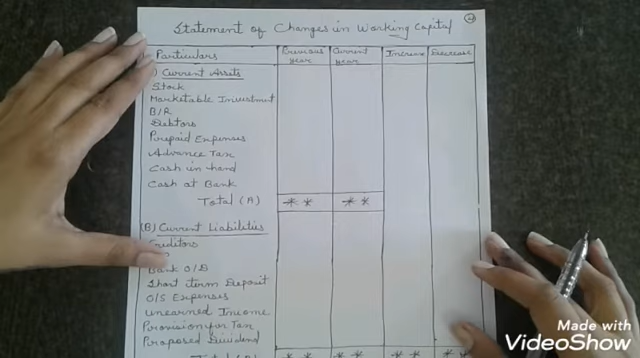 Statement of Changes in Working Capital
Particulars Previous year Current year Increase Decrease
) Current Assets
Stock
Marketable Investment
B/R
Debtors
Prepaid Expenses
Advance Tax
Cash in hand
Cash at Bank
Total (A) ** **
(B) Current Liabilities
Creditors
Bank O/D
Short term Deposit
O/S Expenses
Unearned Income
Provision for Tax
Proposed Dividend
** ** ** **
Made with
VideoShow